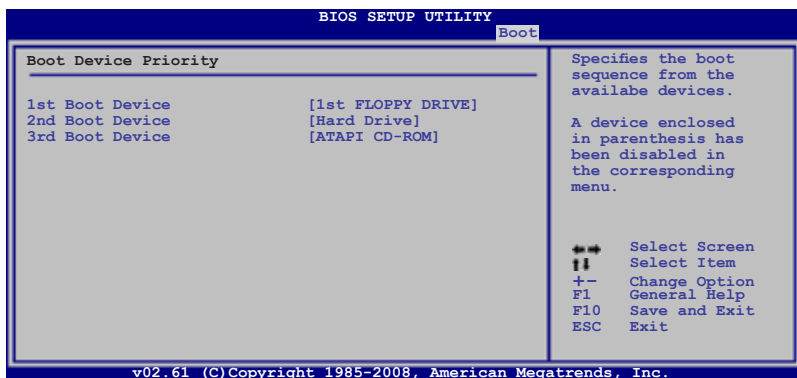 BIOS SETUP UTILITY
Boot
Boot Device Priority
1st Boot Device [1st FLOPPY DRIVE]
2nd Boot Device [Hard Drive]
3rd Boot Device [ATAPI CD-ROM]
Specifies the boot
sequence from the
availabe devices.
A device enclosed
in parenthesis has
been disabled in
the corresponding
menu.
←→ Select Screen
↑↓ Select Item
+- Change Option
F1 General Help
F10 Save and Exit
ESC Exit
v02.61 (C)Copyright 1985-2008, American Megatrends, Inc.